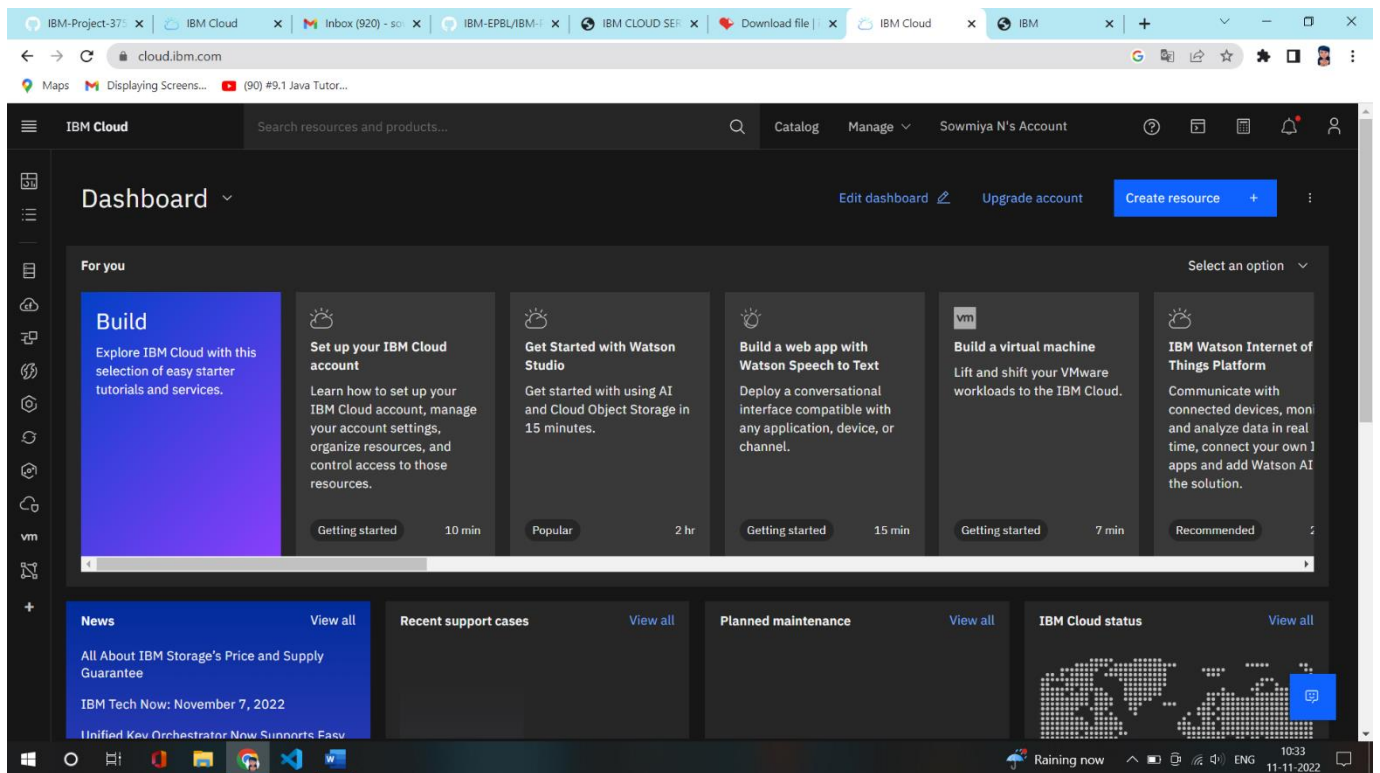 IBM-Project-375
IBM Cloud
Inbox (920) - so
IBM-EPBL/IBM-
IBM CLOUD SER
Download file |
IBM Cloud
IBM
cloud.ibm.com
Maps
Displaying Screens...
(90) #9.1 Java Tutor...
IBM Cloud
Search resources and products...
Catalog
Manage
Sowmiya N's Account
Dashboard
Edit dashboard
Upgrade account
Create resource +
For you
Select an option
Build
Explore IBM Cloud with this
selection of easy starter
tutorials and services.
Set up your IBM Cloud
account
Learn how to set up your
IBM Cloud account, manage
your account settings,
organize resources, and
control access to those
resources.
Getting started
10 min
Get Started with Watson
Studio
Get started with using AI
and Cloud Object Storage in
15 minutes.
Popular
2 hr
Build a web app with
Watson Speech to Text
Deploy a conversational
interface compatible with
any application, device, or
channel.
Getting started
15 min
vm
Build a virtual machine
Lift and shift your VMware
workloads to the IBM Cloud.
Getting started
7 min
IBM Watson Internet of
Things Platform
Communicate with
connected devices, moni
and analyze data in real
time, connect your own I
apps and add Watson AI
the solution.
Recommended
vm
News
View all
All About IBM Storage's Price and Supply
Guarantee
IBM Tech Now: November 7, 2022
Unified Key Orchestrator Now Supports Easy
Recent support cases
View all
Planned maintenance
View all
IBM Cloud status
View all
Raining now
ENG
10:33
11-11-2022